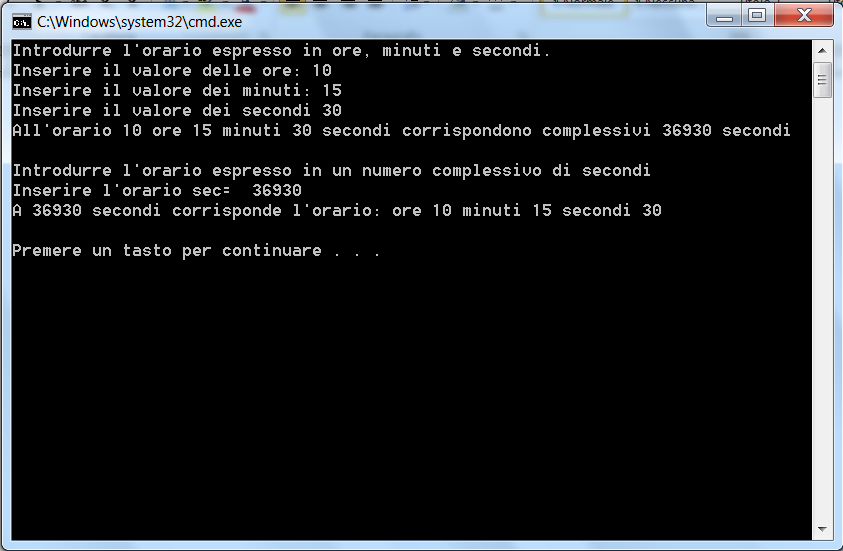 C:\Windows\system32\cmd.exe
Introdurre l'orario espresso in ore, minuti e secondi.
Inserire il valore delle ore: 10
Inserire il valore dei minuti: 15
Inserire il valore dei secondi 30
All'orario 10 ore 15 minuti 30 secondi corrispondono complessivi 36930 secondi
Introdurre l'orario espresso in un numero complessivo di secondi
Inserire l'orario sec=  36930
A 36930 secondi corrisponde l'orario: ore 10 minuti 15 secondi 30
Premere un tasto per continuare . . .